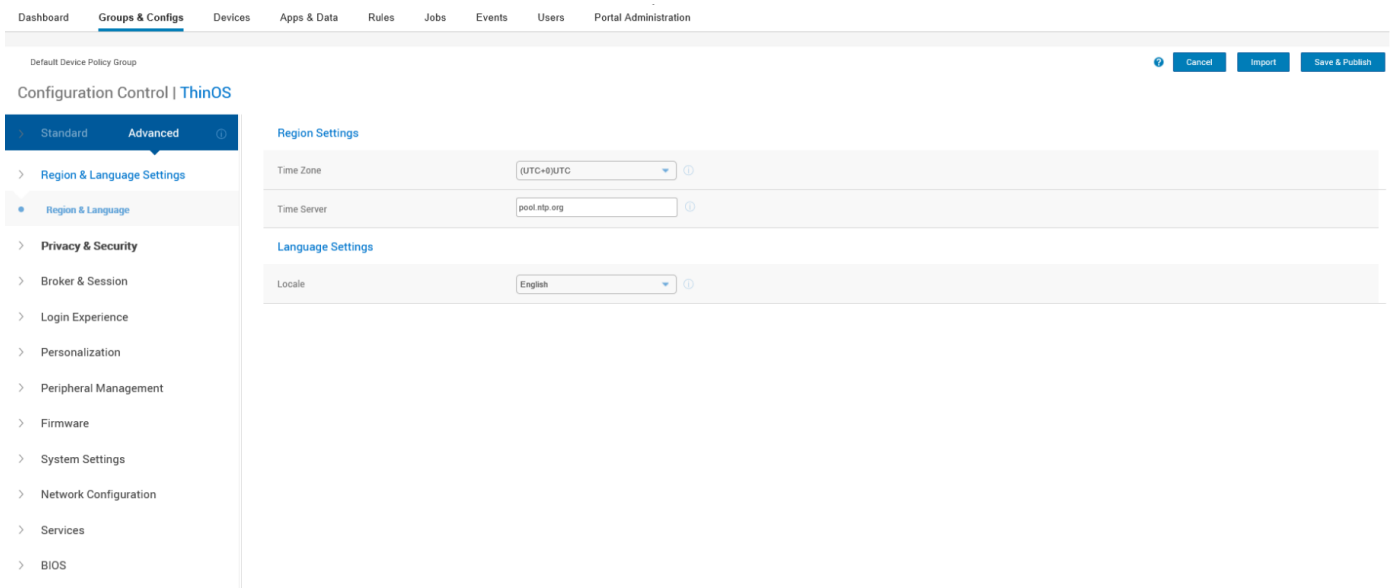 Dashboard Groups & Configs Devices Apps & Data Rules Jobs Events Users Portal Administration
Default Device Policy Group
Cancel Import Save & Publish
Configuration Control | ThinOS
Standard Advanced
Region Settings
Region & Language Settings
Time Zone (UTC+0)UTC
Region & Language
Time Server pool.ntp.org
Privacy & Security
Language Settings
Broker & Session
Locale English
Login Experience
Personalization
Peripheral Management
Firmware
System Settings
Network Configuration
Services
BIOS